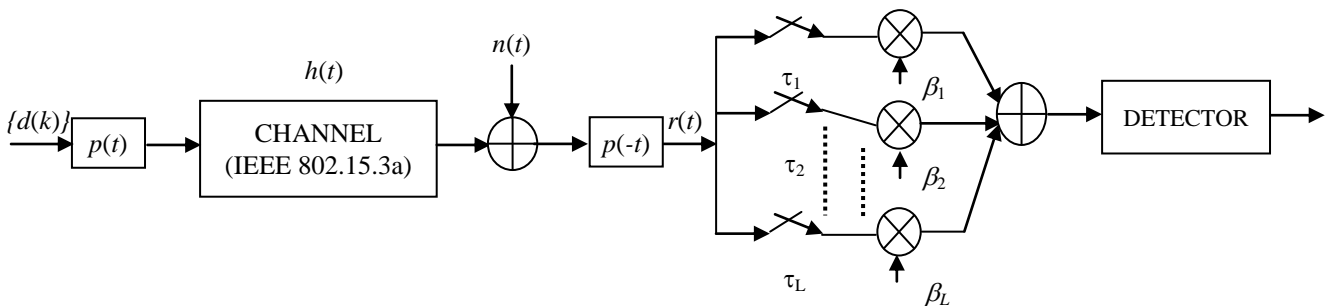 {d(k)}
p(t)
h(t)
CHANNEL
(IEEE 802.15.3a)
n(t)
p(-t)
r(t)
τ1
β1
τ2
β2
τL
βL
DETECTOR